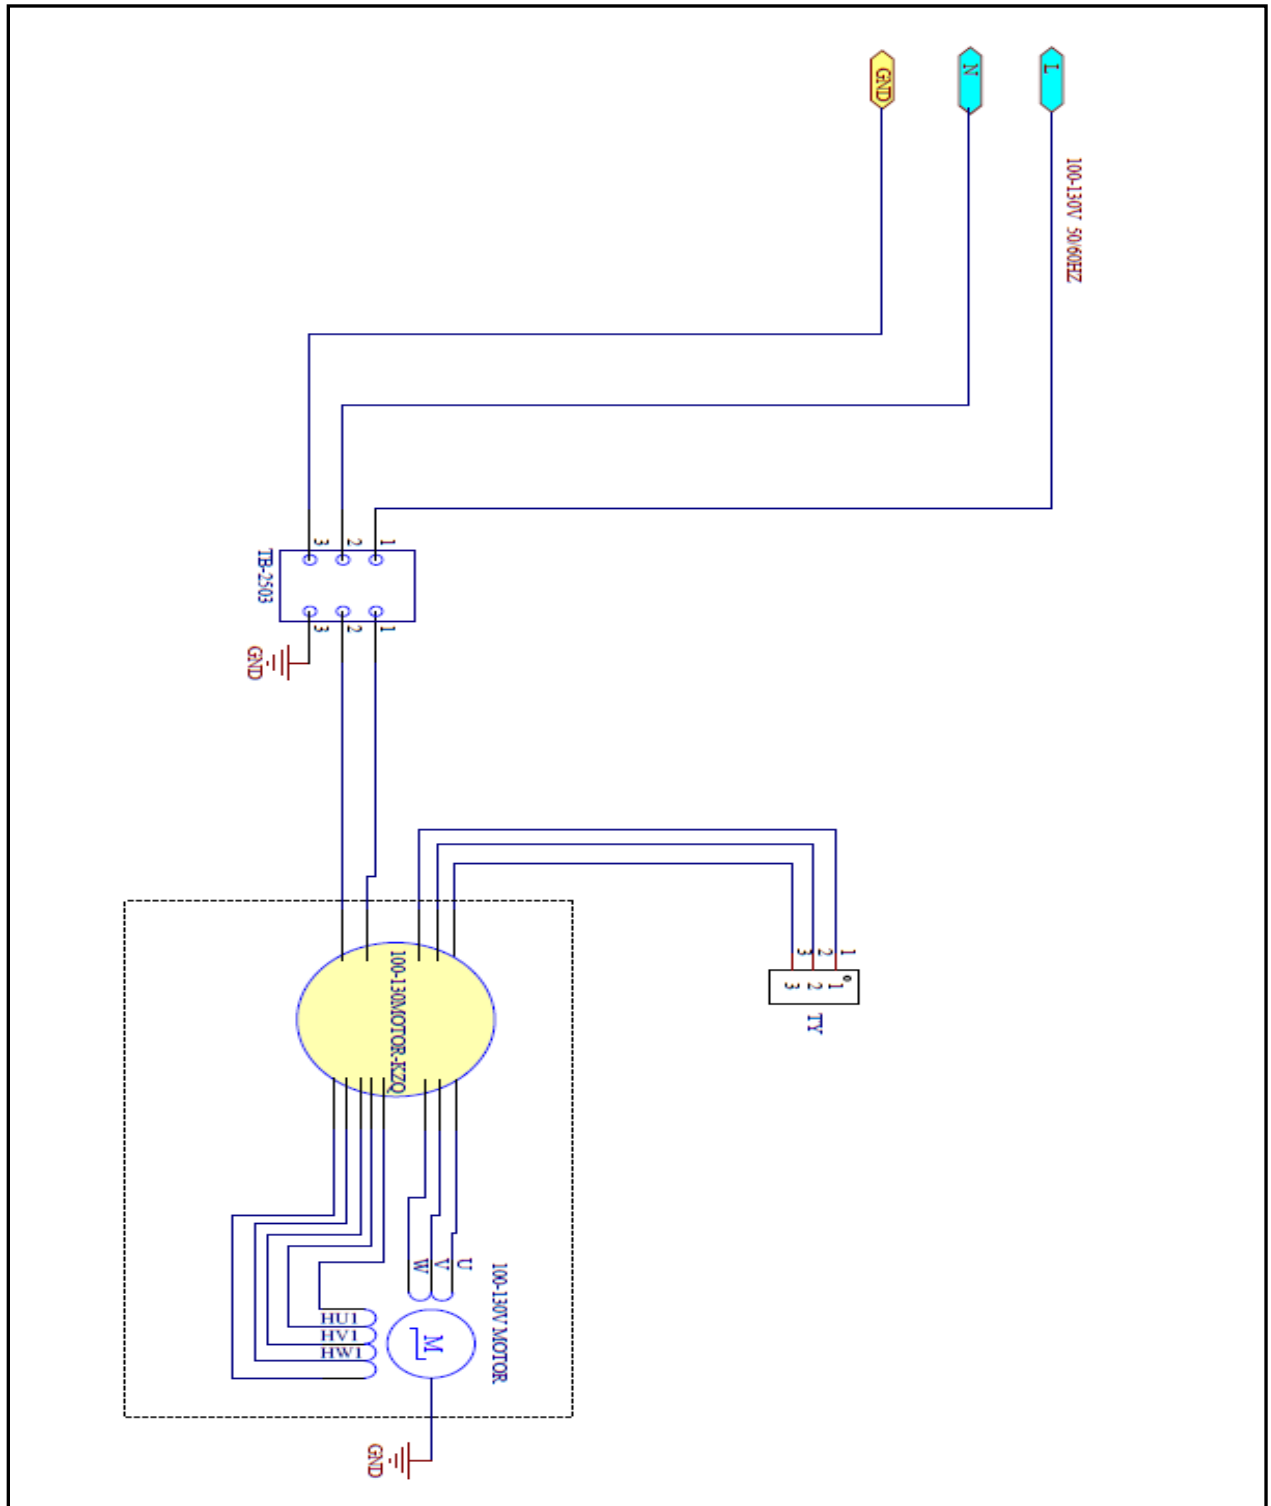 L
N
GND
100-130V 50/60HZ
1
2
3
TB-2503
1
2
3
GND
1
2
3
1
2
3
TY
100-130MOTOR-KZQ
U
V
W
100-130V MOTOR
HU1
HV1
HW1
M
GND